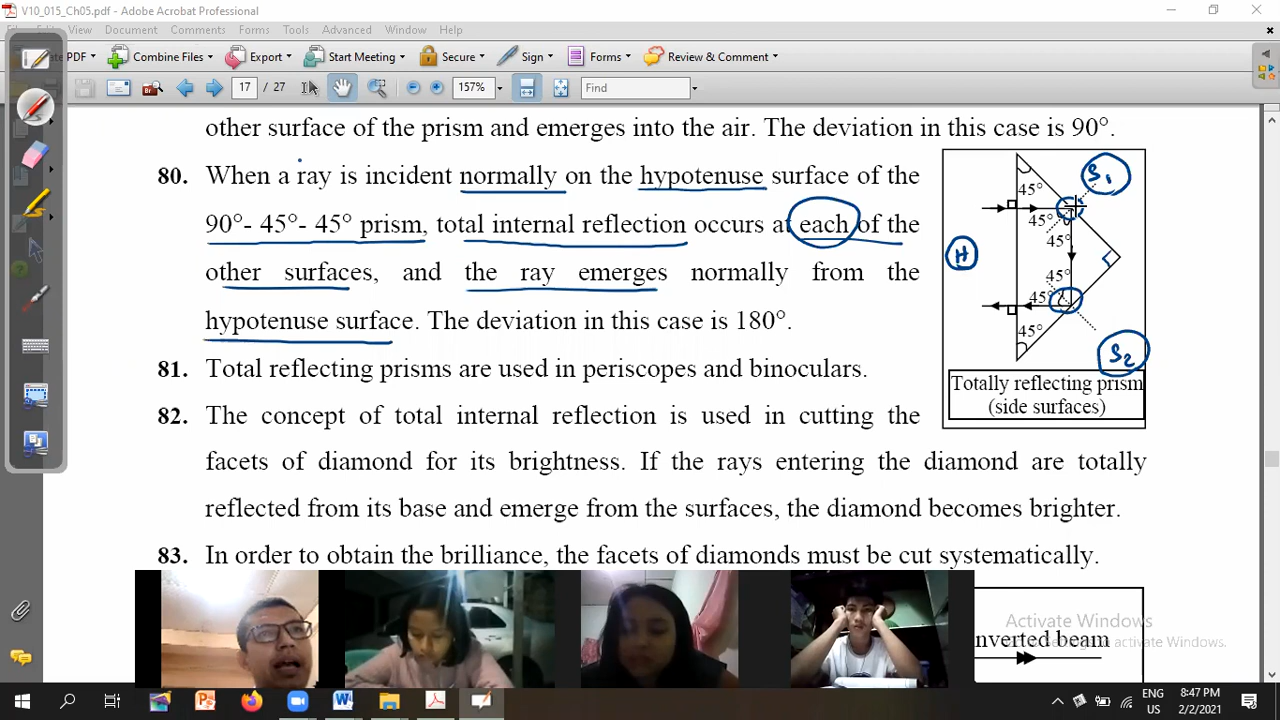 V10_015_Ch05.pdf - Adobe Acrobat Professional
View Document Comments Forms Tools Advanced Window Help
PDF Combine Files Export Start Meeting Secure Sign Forms Review & Comment
17 / 27 157% Find
other surface of the prism and emerges into the air. The deviation in this case is 90°.
80. When a ray is incident normally on the hypotenuse surface of the
90°- 45°- 45° prism, total internal reflection occurs at each of the
other surfaces, and the ray emerges normally from the
hypotenuse surface. The deviation in this case is 180°.
81. Total reflecting prisms are used in periscopes and binoculars.
82. The concept of total internal reflection is used in cutting the
facets of diamond for its brightness. If the rays entering the diamond are totally
reflected from its base and emerge from the surfaces, the diamond becomes brighter.
83. In order to obtain the brilliance, the facets of diamonds must be cut systematically.
S1
45°
45°
45°
H
45°
45°
45°
S2
Totally reflecting prism
(side surfaces)
Activate Windows
nverted beam
activate Windows.
ENG
US
8:47 PM
2/2/2021